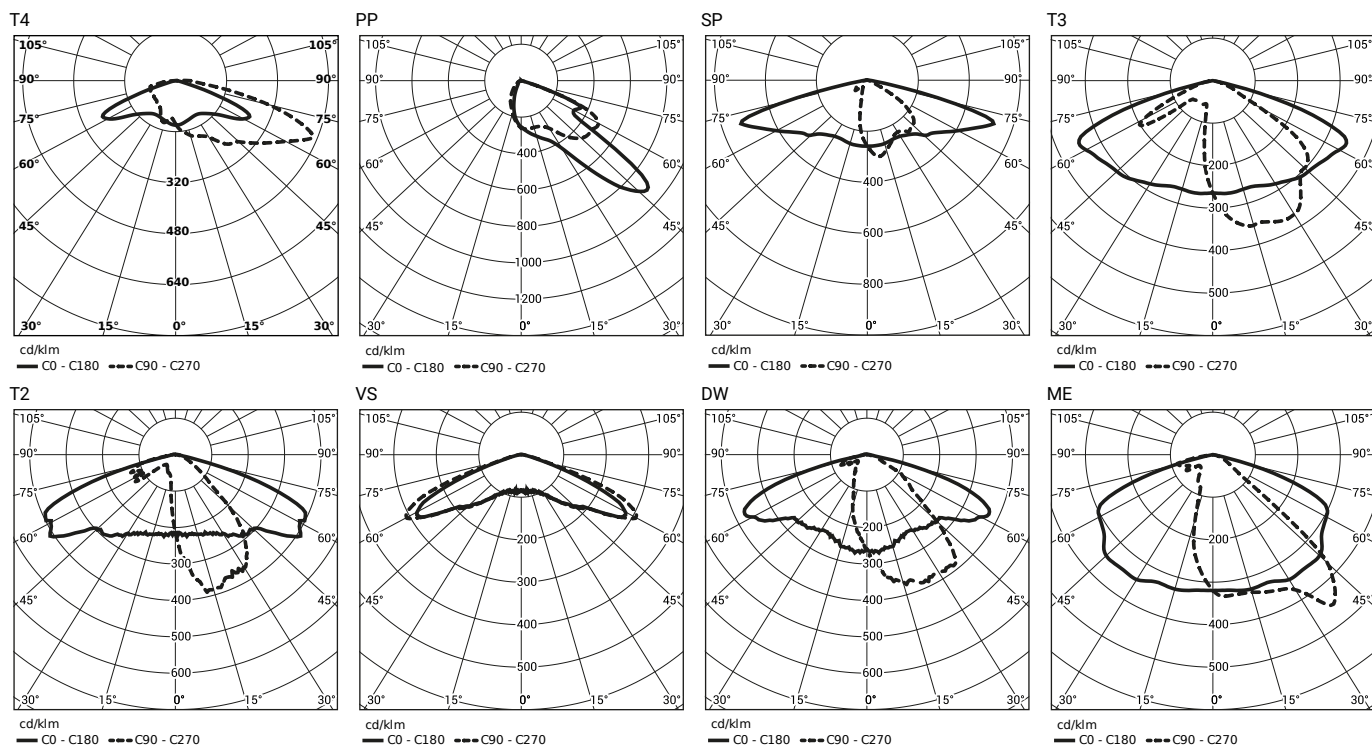 T4 PP SP T3
105° 105° 105° 105° 105° 105° 105° 105°
90° 90° 90° 90° 90° 90° 90° 90°
75° 75° 75° 75° 75° 75° 75° 75°
400 200
60° 60° 60° 60° 60° 60° 60° 60°
320 600 400 300
45° 45° 45° 45° 45° 45° 45° 45°
480 800 600 400
640 1000 800 500
1200
30° 15° 0° 15° 30° 30° 15° 0° 15° 30° 30° 15° 0° 15° 30° 30° 15° 0° 15° 30°
cd/klm cd/klm cd/klm cd/klm
C0 - C180 C90 - C270 C0 - C180 C90 - C270 C0 - C180 C90 - C270 C0 - C180 C90 - C270
T2 VS DW ME
105° 105° 105° 105° 105° 105° 105° 105°
90° 90° 90° 90° 90° 90° 90° 90°
75° 75° 75° 75° 75° 75° 75° 75°
200 200 200
60° 60° 60° 60° 60° 60° 60° 60°
300 300 300
45° 45° 45° 45° 45° 45° 45° 45°
400 400 400 400
500 500 500 500
600 600
30° 15° 0° 15° 30° 30° 15° 0° 15° 30° 30° 15° 0° 15° 30° 30° 15° 0° 15° 30°
cd/klm cd/klm cd/klm cd/klm
C0 - C180 C90 - C270 C0 - C180 C90 - C270 C0 - C180 C90 - C270 C0 - C180 C90 - C270